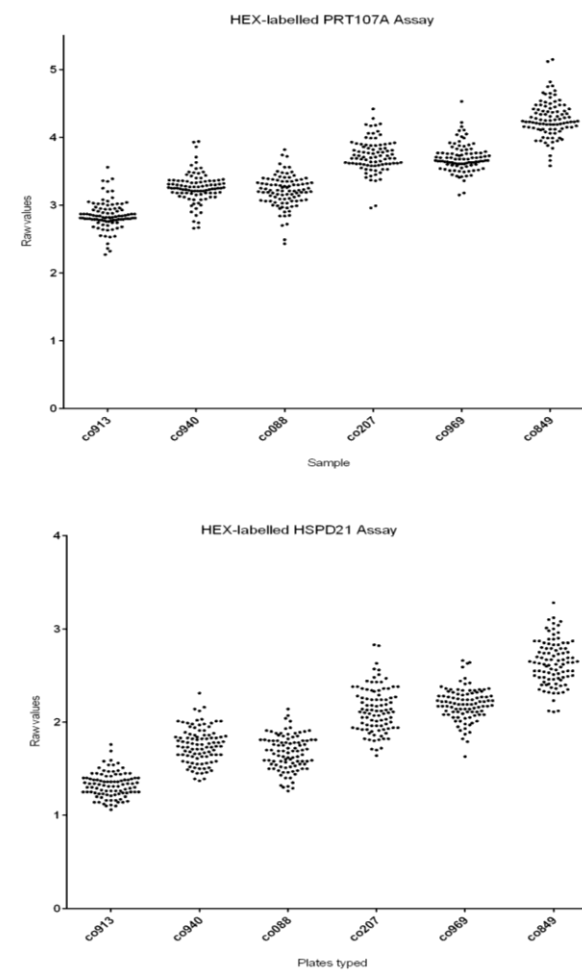 HEX-labelled PRT107A Assay
5
4
3
2
1
0
Raw values
co913 co940 co088 co207 co969 co849
Sample
HEX-labelled HSPD21 Assay
4
3
2
1
0
Raw values
co913 co940 co088 co207 co969 co849
Plates typed